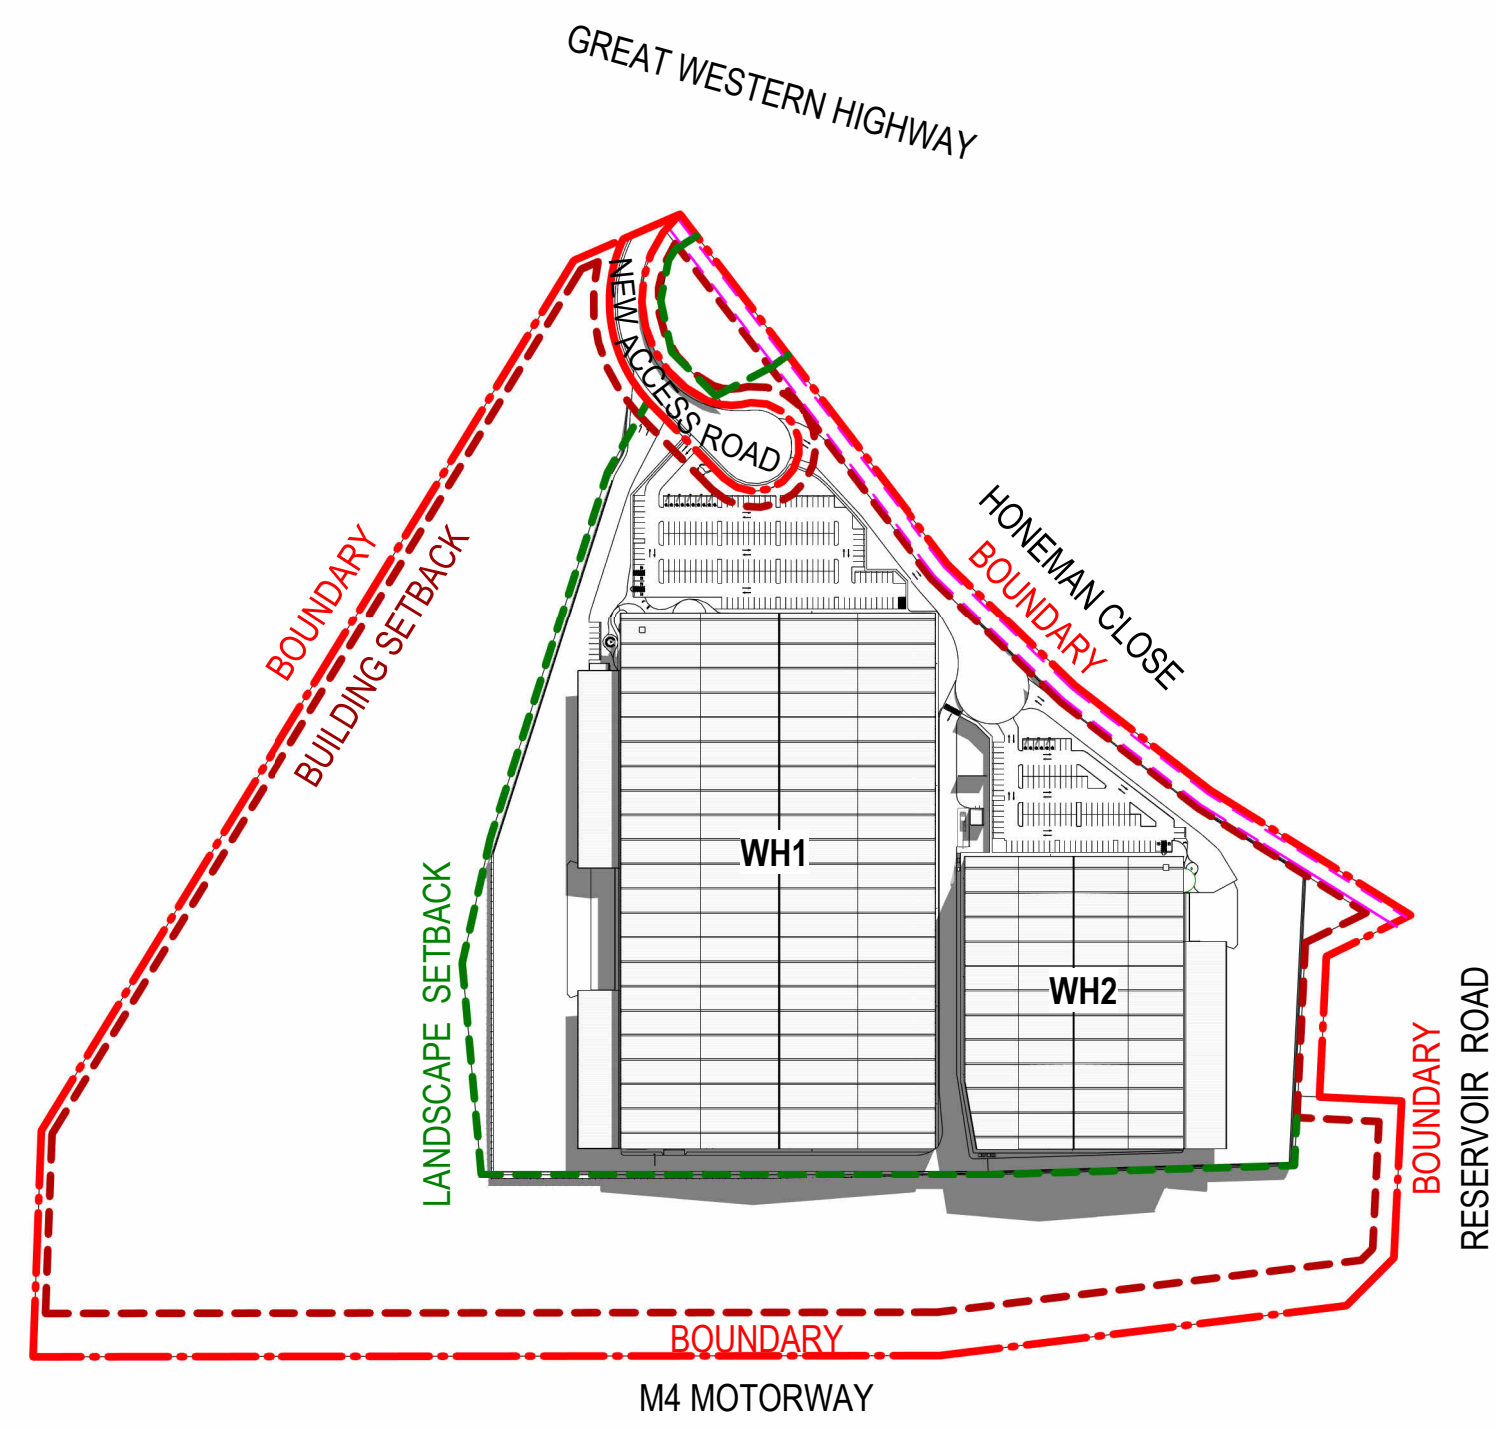 GREAT WESTERN HIGHWAY
NEW ACCESS ROAD
BOUNDARY
BUILDING SETBACK
HONEMAN CLOSE
BOUNDARY
WH1
LANDSCAPE SETBACK
WH2
BOUNDARY
RESERVOIR ROAD
BOUNDARY
M4 MOTORWAY